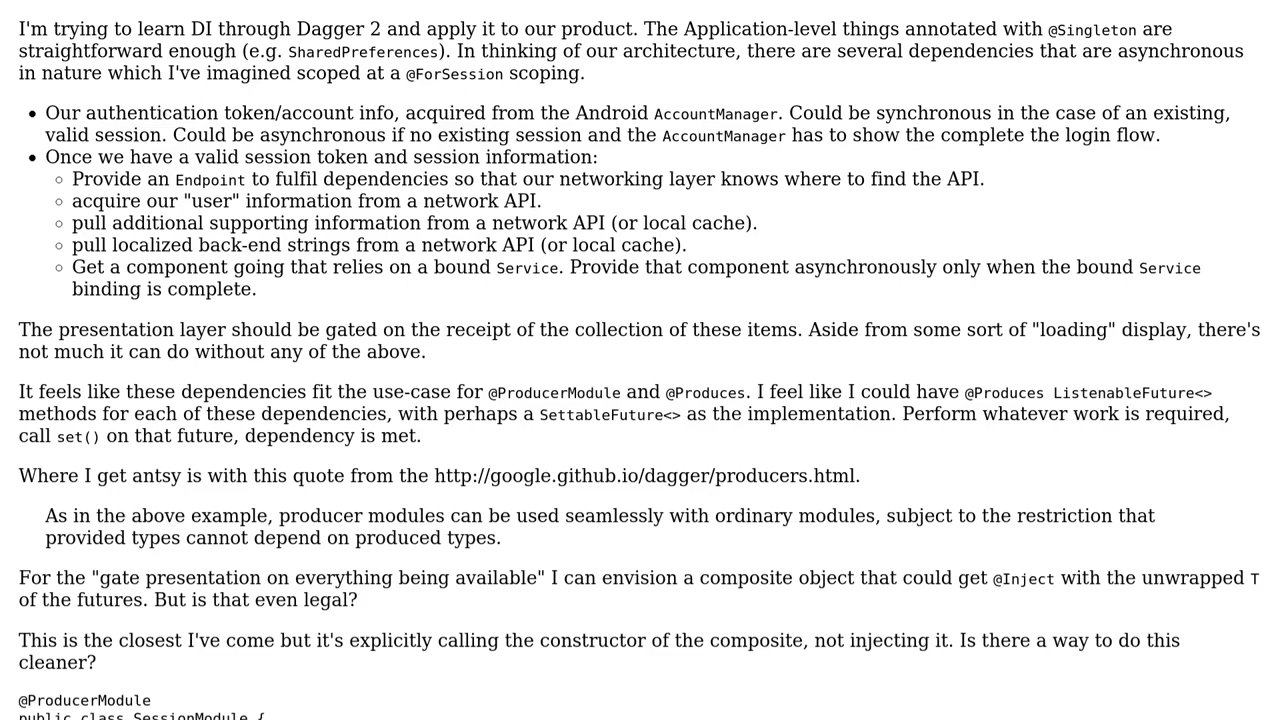 I'm trying to learn DI through Dagger 2 and apply it to our product. The Application-level things annotated with @Singleton are
straightforward enough (e.g. SharedPreferences). In thinking of our architecture, there are several dependencies that are asynchronous
in nature which I've imagined scoped at a @ForSession scoping.
• Our authentication token/account info, acquired from the Android AccountManager. Could be synchronous in the case of an existing,
valid session. Could be asynchronous if no existing session and the AccountManager has to show the complete the login flow.
• Once we have a valid session token and session information:
◦ Provide an Endpoint to fulfil dependencies so that our networking layer knows where to find the API.
◦ acquire our "user" information from a network API.
◦ pull additional supporting information from a network API (or local cache).
◦ pull localized back-end strings from a network API (or local cache).
◦ Get a component going that relies on a bound Service. Provide that component asynchronously only when the bound Service
binding is complete.
The presentation layer should be gated on the receipt of the collection of these items. Aside from some sort of "loading" display, there's
not much it can do without any of the above.
It feels like these dependencies fit the use-case for @ProducerModule and @Produces. I feel like I could have @Produces ListenableFuture<>
methods for each of these dependencies, with perhaps a SettableFuture<> as the implementation. Perform whatever work is required,
call set() on that future, dependency is met.
Where I get antsy is with this quote from the http://google.github.io/dagger/producers.html.
As in the above example, producer modules can be used seamlessly with ordinary modules, subject to the restriction that
provided types cannot depend on produced types.
For the "gate presentation on everything being available" I can envision a composite object that could get @Inject with the unwrapped T
of the futures. But is that even legal?
This is the closest I've come but it's explicitly calling the constructor of the composite, not injecting it. Is there a way to do this
cleaner?
@ProducerModule
public class SessionModule {